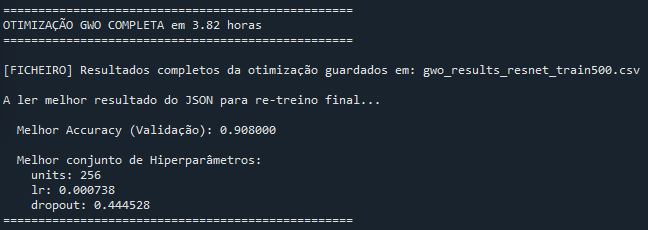 ==================================================
OTIMIZAÇÃO GWO COMPLETA em 3.82 horas
==================================================
[FICHEIRO] Resultados completos da otimização guardados em: gwo_results_resnet_train500.csv
A ler melhor resultado do JSON para re-treino final...
Melhor Accuracy (Validação): 0.908000
Melhor conjunto de Hiperparâmetros:
units: 256
lr: 0.000738
dropout: 0.444528
==================================================